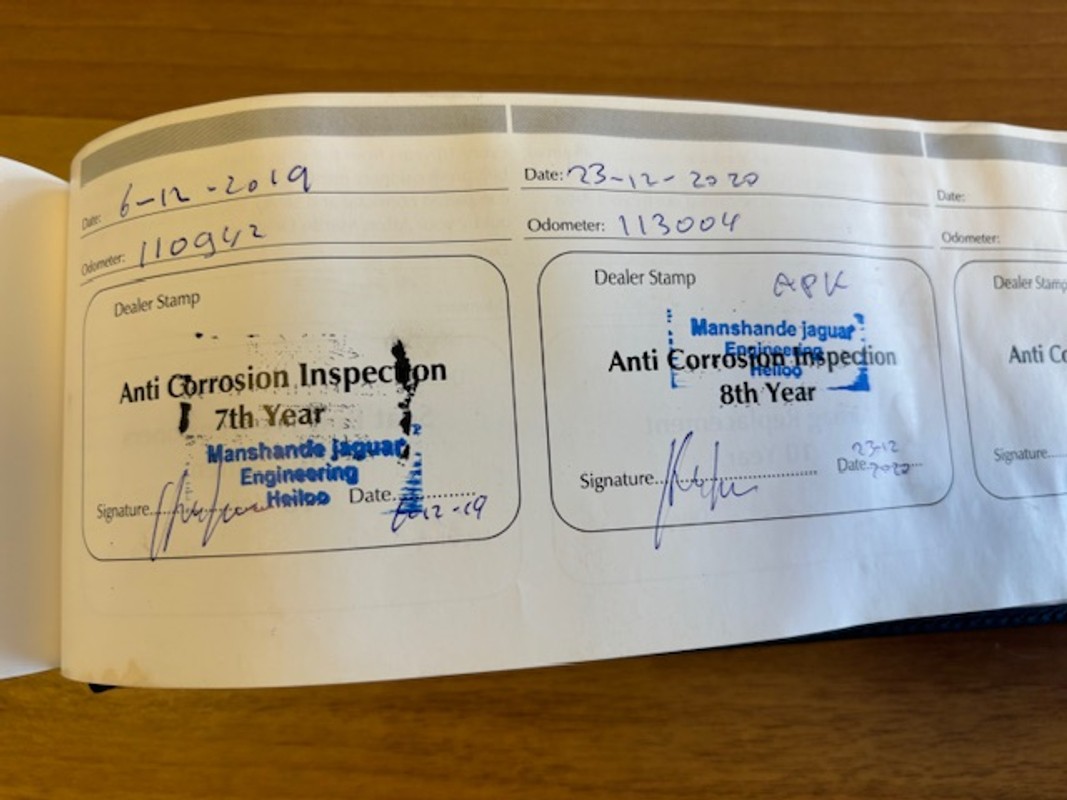 Date: 6-12-2019
Odometer: 110942
Dealer Stamp
Anti Corrosion Inspection
7th Year
Manshande jaguar
Engineering
Heiloo
Signature
Date
6-12-19
Date: 23-12-2020
Odometer: 113004
Dealer Stamp
APK
Manshande jaguar
Engineering
Heiloo
Anti Corrosion Inspection
8th Year
Signature
23-12
Date
2020
Date:
Odometer:
Dealer Stamp
Anti Co
Signature